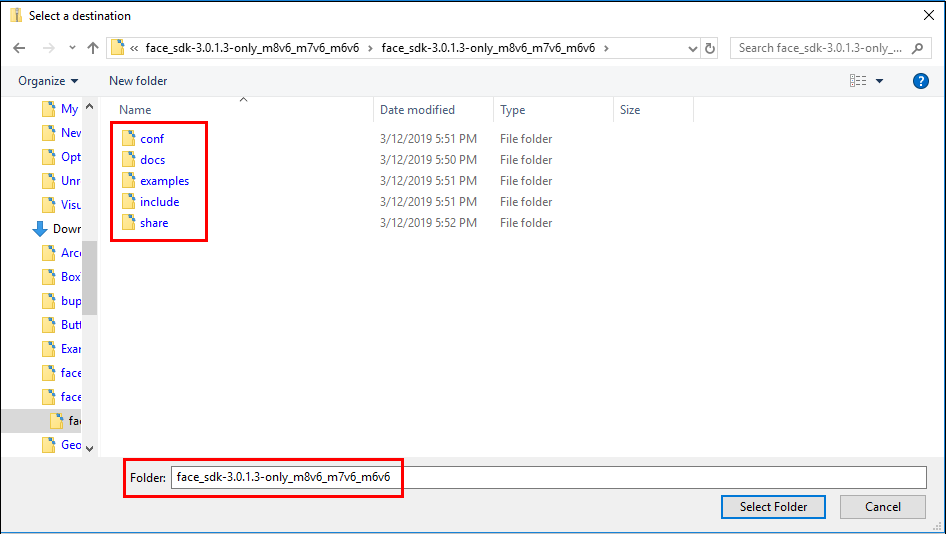 Select a destination
« face_sdk-3.0.1.3-only_m8v6_m7v6_m6v6 > face_sdk-3.0.1.3-only_m8v6_m7v6_m6v6 >
Search face_sdk-3.0.1.3-only_...
Organize
New folder
?
Name Date modified Type Size
conf 3/12/2019 5:51 PM File folder
docs 3/12/2019 5:50 PM File folder
examples 3/12/2019 5:51 PM File folder
include 3/12/2019 5:51 PM File folder
share 3/12/2019 5:52 PM File folder
My
New
Opt
Unr
Visu
Down
Arc
Box
bup
Butt
Exar
face
face
fac
Geo
Folder: face_sdk-3.0.1.3-only_m8v6_m7v6_m6v6
Select Folder
Cancel